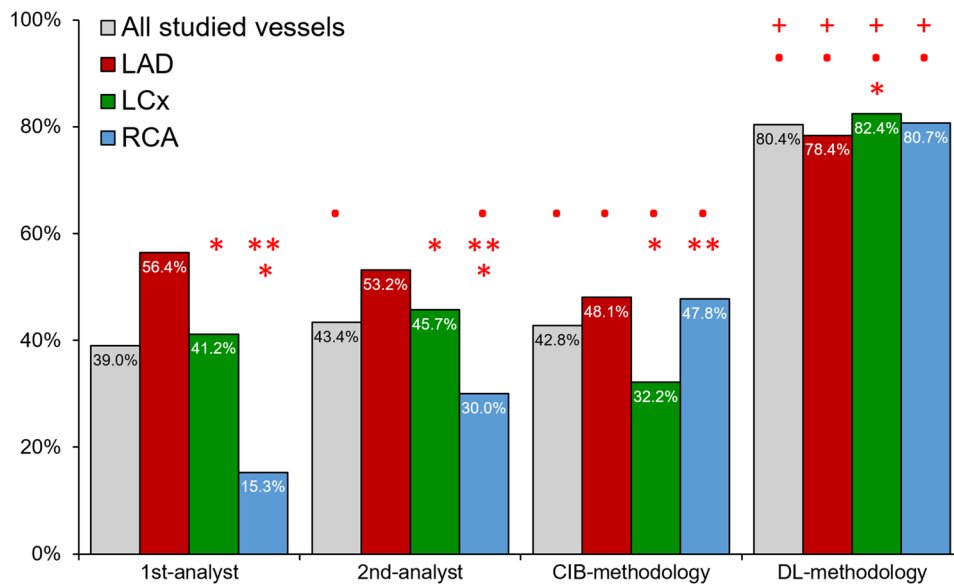 100%
80%
60%
40%
20%
0%
All studied vessels
LAD
LCx
RCA
+ + + +
▪ ▪ ▪ ▪
*
80.4% 78.4% 82.4% 80.7%
▪ ▪ ▪ ▪ ▪ ▪
* ** * ** * **
* *
39.0% 56.4% 41.2% 15.3%
43.4% 53.2% 45.7% 30.0%
42.8% 48.1% 32.2% 47.8%
1st-analyst 2nd-analyst CIB-methodology DL-methodology